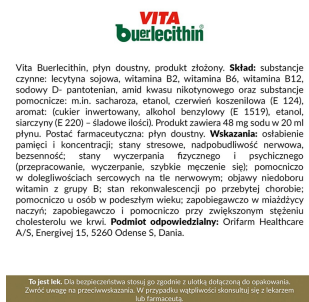 VITA
buerlecithin®
Vita Buerlecithin, płyn doustny, produkt złożony. Skład: substancje
czynne: lecytyna sojowa, witamina B2, witamina B6, witamina B12,
sodowy D- pantotenian, amid kwasu nikotynowego oraz substancje
pomocnicze: m.in. sacharoza, etanol, czerwień koszenilowa (E 124),
aromat: (cukier inwertowany, alkohol benzylowy (E 1519), etanol,
siarczyny (E 220) – śladowe ilości). Produkt zawiera 48 mg sodu w 20 ml
płynu. Postać farmaceutyczna: płyn doustny. Wskazania: osłabienie
pamięci i koncentracji; stany stresowe, nadpobudliwość nerwowa,
bezsenność; stany wyczerpania fizycznego i psychicznego
(przepracowanie, wyczerpanie, szybkie męczenie się); pomocniczo
w dolegliwościach sercowych na tle nerwowym; objawy niedoboru
witamin z grupy B; stan rekonwalescencji po przebytej chorobie;
pomocniczo u osób w podeszłym wieku; zapobiegawczo w miażdżycy
naczyń; zapobiegawczo i pomocniczo przy zwiększonym stężeniu
cholesterolu we krwi. Podmiot odpowiedzialny: Orifarm Healthcare
A/S, Energivej 15, 5260 Odense S, Dania.
To jest lek. Dla bezpieczeństwa stosuj go zgodnie z ulotką dołączoną do opakowania.
Zwróć uwagę na przeciwwskazania. W przypadku wątpliwości skonsultuj się z lekarzem
lub farmaceutą.